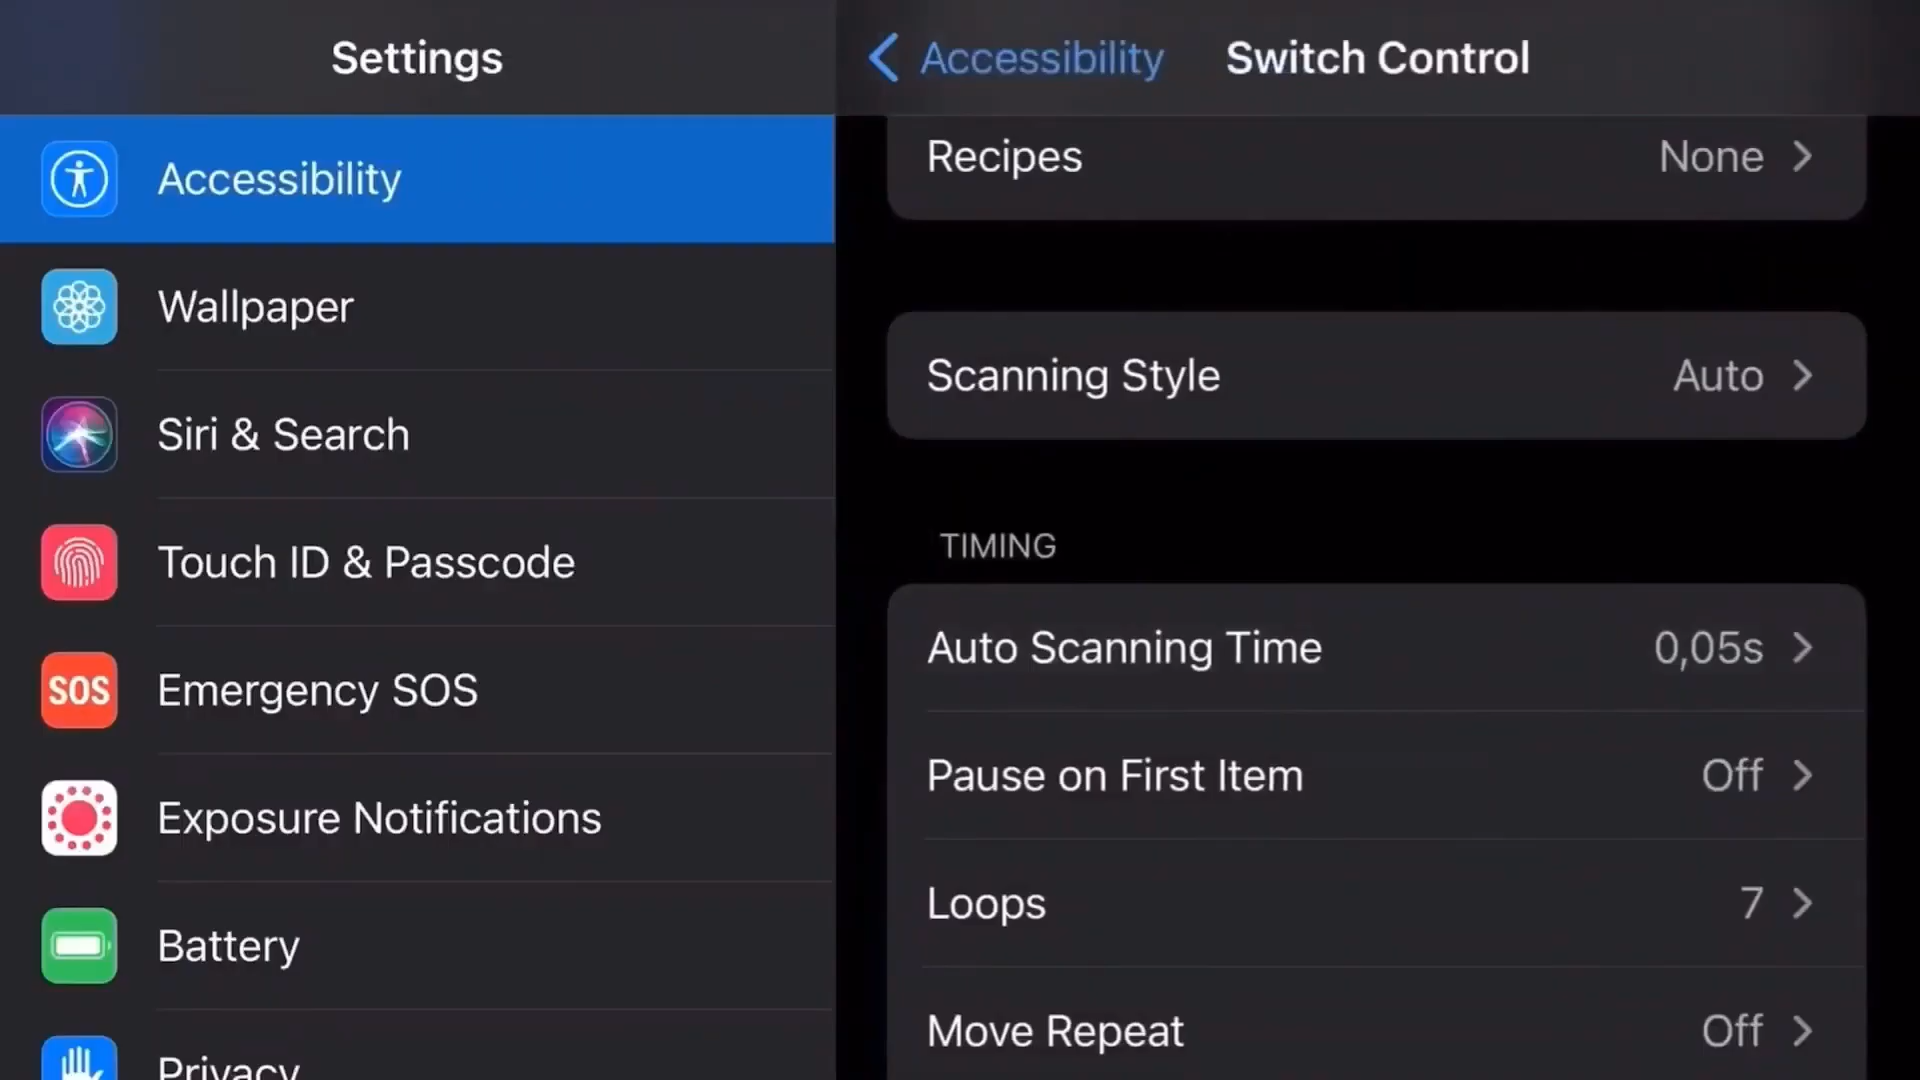 Settings
Accessibility
Wallpaper
Siri & Search
Touch ID & Passcode
SOS
Emergency SOS
Exposure Notifications
Battery
Privacy
Accessibility
Switch Control
Recipes
None
Scanning Style
Auto
TIMING
Auto Scanning Time
0,05s
Pause on First Item
Off
Loops
7
Move Repeat
Off